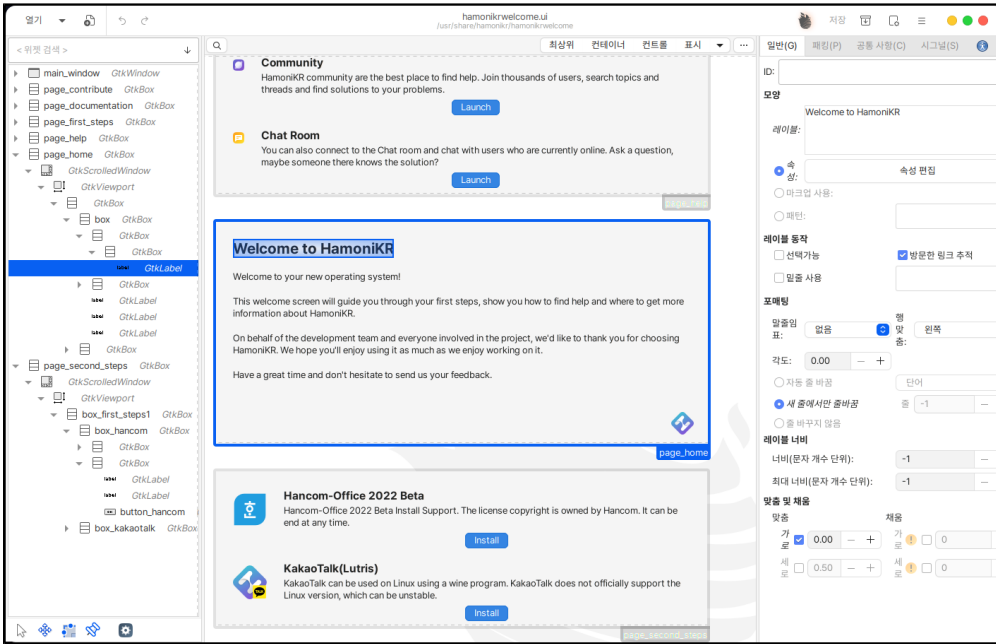 열기
hamonikrwelcome.ui
/usr/share/hamonikr/hamonikrwelcome
저장
< 위젯 검색 >
최상위 컨테이너 컨트롤 표시
일반(G) 패킹(P) 공통 사항(C) 시그널(S)
main_window GtkWindow
page_contribute GtkBox
page_documentation GtkBox
page_first_steps GtkBox
page_help GtkBox
page_home GtkBox
GtkScrolledWindow
GtkViewport
GtkBox
box GtkBox
GtkBox
GtkBox
label GtkLabel
GtkBox
label GtkLabel
label GtkLabel
label GtkLabel
GtkBox
page_second_steps GtkBox
GtkScrolledWindow
GtkViewport
box_first_steps1 GtkBox
box_hancom GtkBox
GtkBox
GtkBox
label GtkLabel
label GtkLabel
button_hancom
box_kakaotalk GtkBox
Community
HamoniKR community are the best place to find help. Join thousands of users, search topics and
threads and find solutions to your problems.
Launch
Chat Room
You can also connect to the Chat room and chat with users who are currently online. Ask a question,
maybe someone there knows the solution?
Launch
page_help
Welcome to HamoniKR
Welcome to your new operating system!
This welcome screen will guide you through your first steps, show you how to find help and where to get more
information about HamoniKR.
On behalf of the development team and everyone involved in the project, we'd like to thank you for choosing
HamoniKR. We hope you'll enjoy using it as much as we enjoy working on it.
Have a great time and don't hesitate to send us your feedback.
page_home
Hancom-Office 2022 Beta
Hancom-Office 2022 Beta Install Support. The license copyright is owned by Hancom. It can be
end at any time.
Install
KakaoTalk(Lutris)
KakaoTalk can be used on Linux using a wine program. KakaoTalk does not officially support the
Linux version, which can be unstable.
Install
page_second_steps
ID:
모양
레이블:
Welcome to HamoniKR
속성:
속성 편집
마크업 사용:
패턴:
레이블 동작
선택가능 방문한 링크 추적
밑줄 사용
포매팅
말줄임표: 없음 행 맞춤: 왼쪽
각도: 0.00
자동 줄 바꿈 단어
새 줄에서만 줄바꿈 줄 -1
줄 바꾸지 않음
레이블 너비
너비(문자 개수 단위): -1
최대 너비(문자 개수 단위): -1
맞춤 및 채움
맞춤 채움
가로 0.00 가로 0
세로 0.50 세로 0